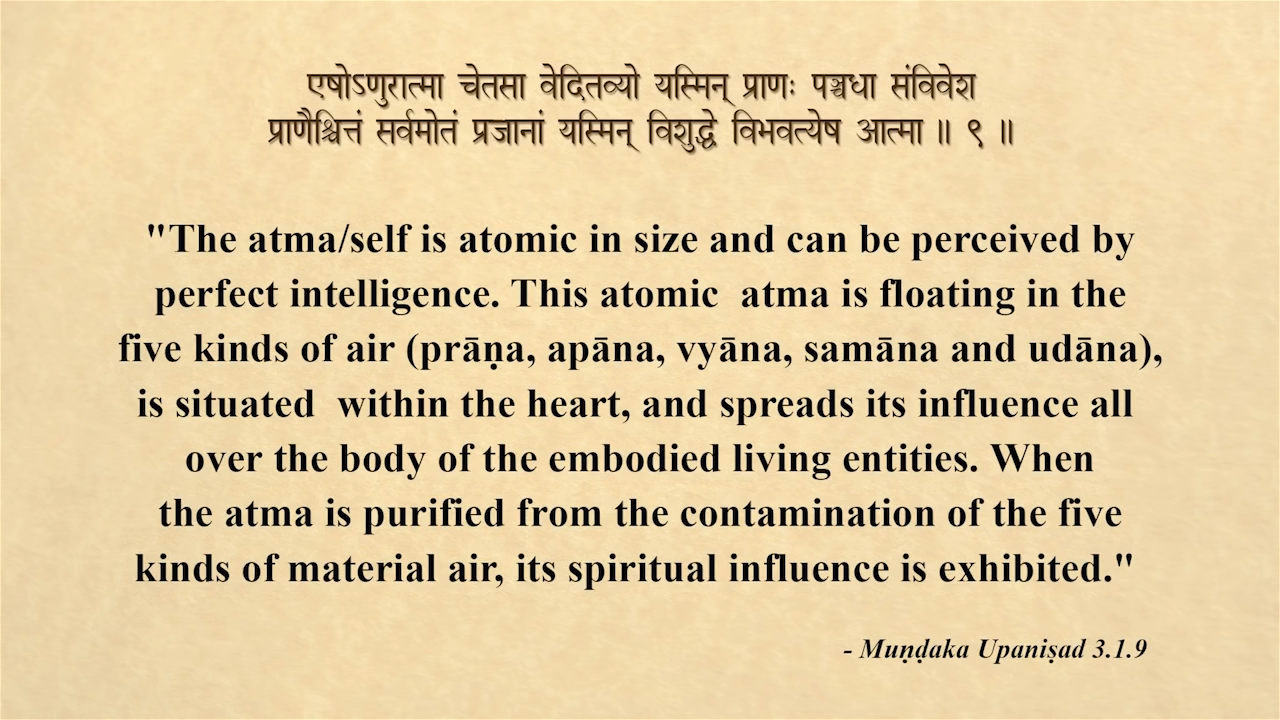 एषोऽणुरात्मा चेतसा वेदितव्यो यस्मिन् प्राणः पञ्चधा संविवेश
प्राणैश्चित्तं सर्वमोतं प्रजानां यस्मिन् विशुद्धे विभवत्येष आत्मा ॥ ९ ॥
"The atma/self is atomic in size and can be perceived by
perfect intelligence. This atomic atma is floating in the
five kinds of air (prāṇa, apāna, vyāna, samāna and udāna),
is situated within the heart, and spreads its influence all
over the body of the embodied living entities. When
the atma is purified from the contamination of the five
kinds of material air, its spiritual influence is exhibited."
- Muṇḍaka Upaniṣad 3.1.9